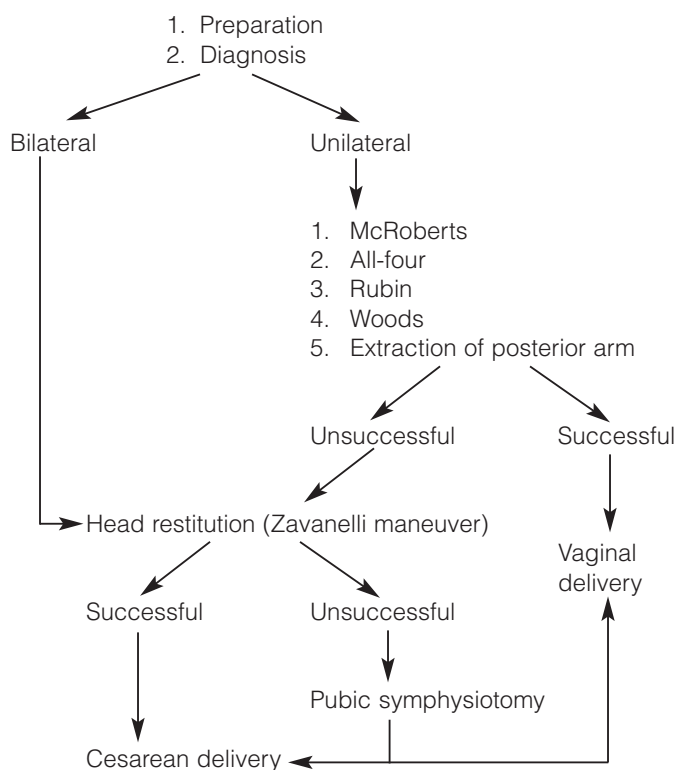 1. Preparation
2. Diagnosis
Bilateral
Unilateral
1. McRoberts
2. All-four
3. Rubin
4. Woods
5. Extraction of posterior arm
Unsuccessful
Successful
Head restitution (Zavanelli maneuver)
Vaginal
delivery
Successful
Unsuccessful
Pubic symphysiotomy
Cesarean delivery